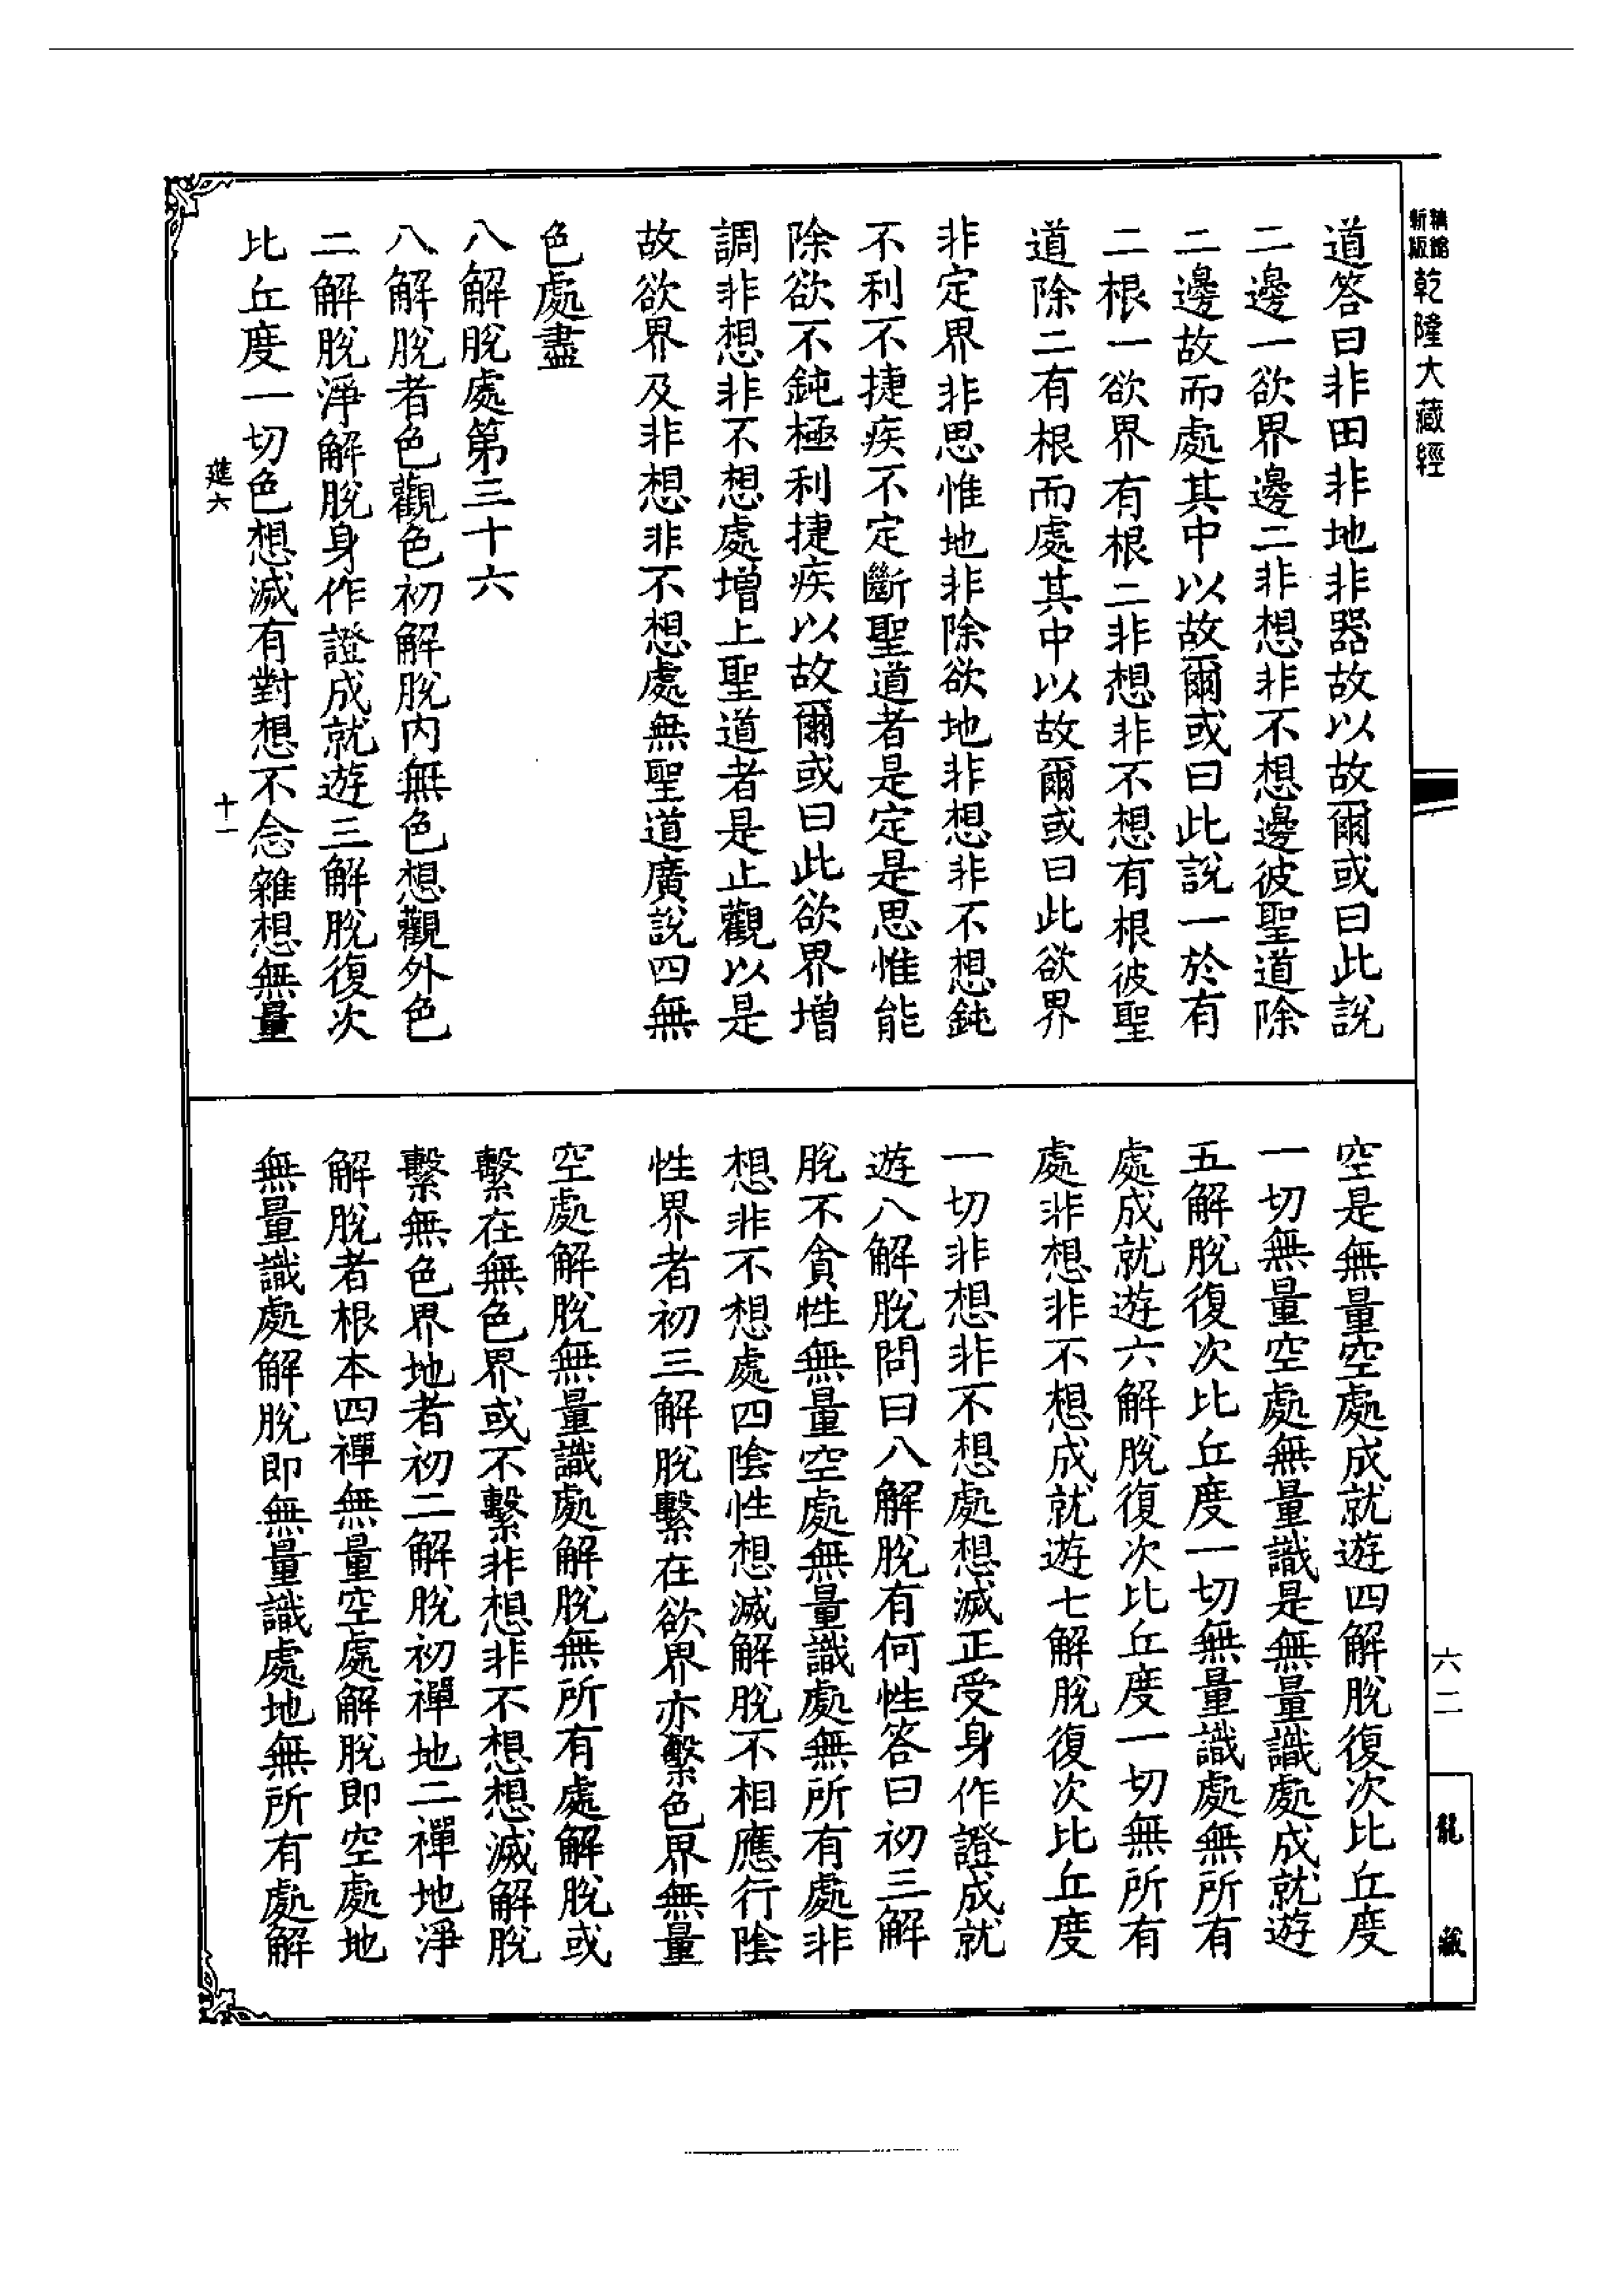 新版 精縮 乾隆大藏經
道答曰非田非地非器故以故爾或曰此說
二邊一欲界邊二非想非不想邊彼聖道除
二邊故而處其中以故爾或曰此說一於有
二根一欲界有根二非想非不想有根彼聖
道除二有根而處其中以故爾或曰此欲界
非定界非思惟地非除欲地非想非不想鈍
不利不捷疾不定斷聖道者是定是思惟能
除欲不鈍極利捷疾以故爾或曰此欲界增
調非想非不想處增上聖道者是止觀以是
故欲界及非想非不想處無聖道廣說四無
色處盡
八解脫處第三十六
八解脫者色觀色初解脫內無色想觀外色
二解脫淨解脫身作證成就遊三解脫復次
比丘度一切色想滅有對想不念雜想無量
十一
空是無量空處成就遊四解脫復次比丘度
一切無量空處無量識是無量識處成就遊
五解脫復次比丘度一切無量識處無所有
處成就遊六解脫復次比丘度一切無所有
處非想非不想成就遊七解脫復次比丘度
一切非想非不想處想滅正受身作證成就
遊八解脫問曰八解脫有何性答曰初三解
脫不貪性無量空處無量識處無所有處非
想非不想處四陰性想滅解脫不相應行陰
性界者初三解脫繫在欲界亦繫色界無量
空處解脫無量識處解脫無所有處解脫或
繫在無色界或不繫非想非不想想滅解脫
繫無色界地者初二解脫初禪地二禪地淨
解脫者根本四禪無量空處解脫即空處地
無量識處解脫即無量識處地無所有處解
六二
龍藏